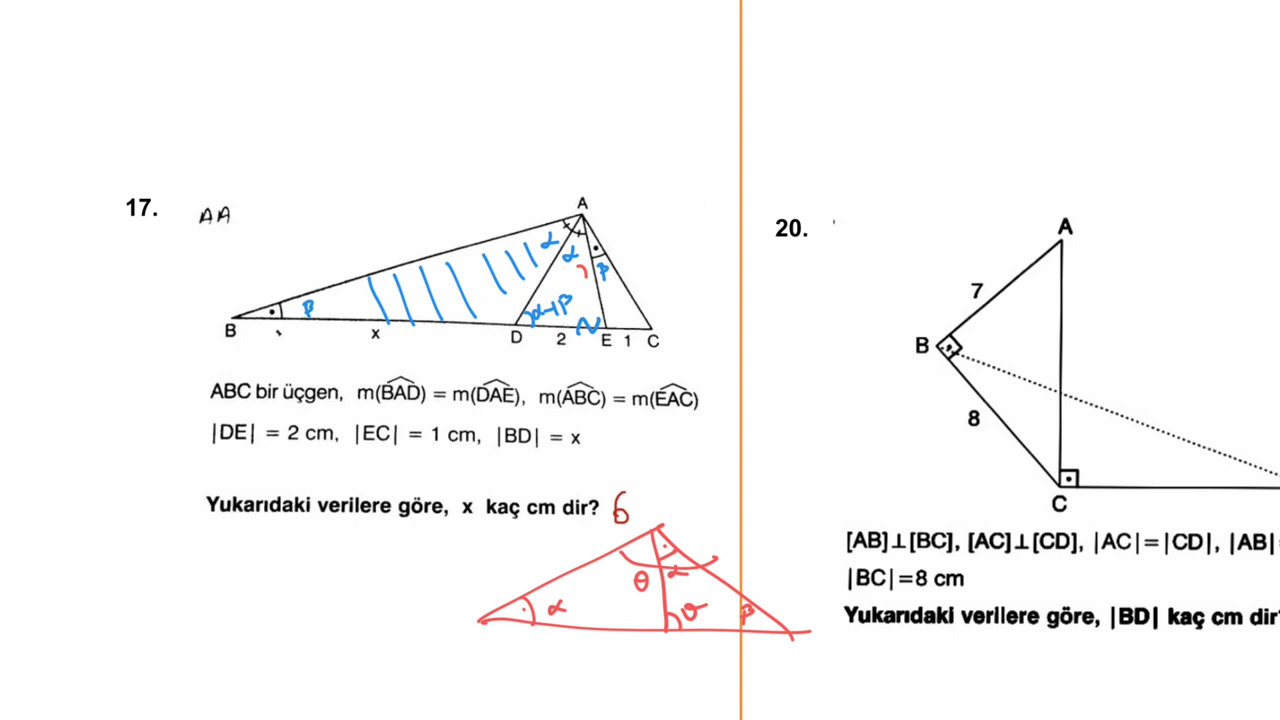 17.
AA
A
α
α
β
β
α+β
B
x
D
2
E
1
C
ABC bir üçgen, m(BAD) = m(DAE), m(ABC) = m(EAC)
|DE| = 2 cm, |EC| = 1 cm, |BD| = x
Yukarıdaki verilere göre, x kaç cm dir? 6
θ
α
α
β
20.
A
7
B
8
C
[AB]⊥[BC], [AC]⊥[CD], |AC|=|CD|, |AB|
|BC|=8 cm
Yukarıdaki verilere göre, |BD| kaç cm dir